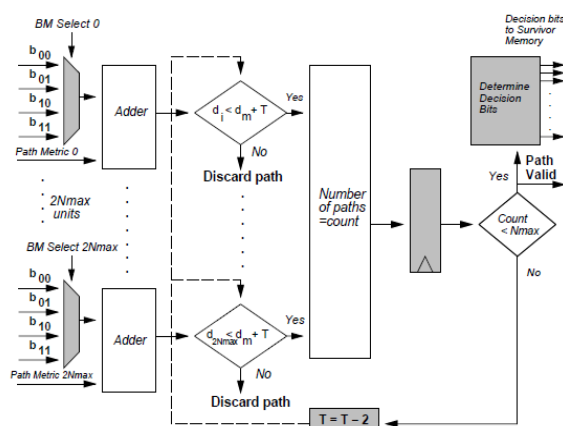 BM Select 0
b00
b01
b10
b11
Path Metric 0
Adder
di < dm + T
Yes
No
Discard path
2Nmax
units
BM Select 2Nmax
b00
b01
b10
b11
Path Metric 2Nmax
Adder
d2Nmax < dm + T
Yes
No
Discard path
Number
of paths
=count
Decision bits
to Survivor
Memory
Determine
Decision
Bits
Yes
Path
Valid
Count
< Nmax
No
T = T - 2